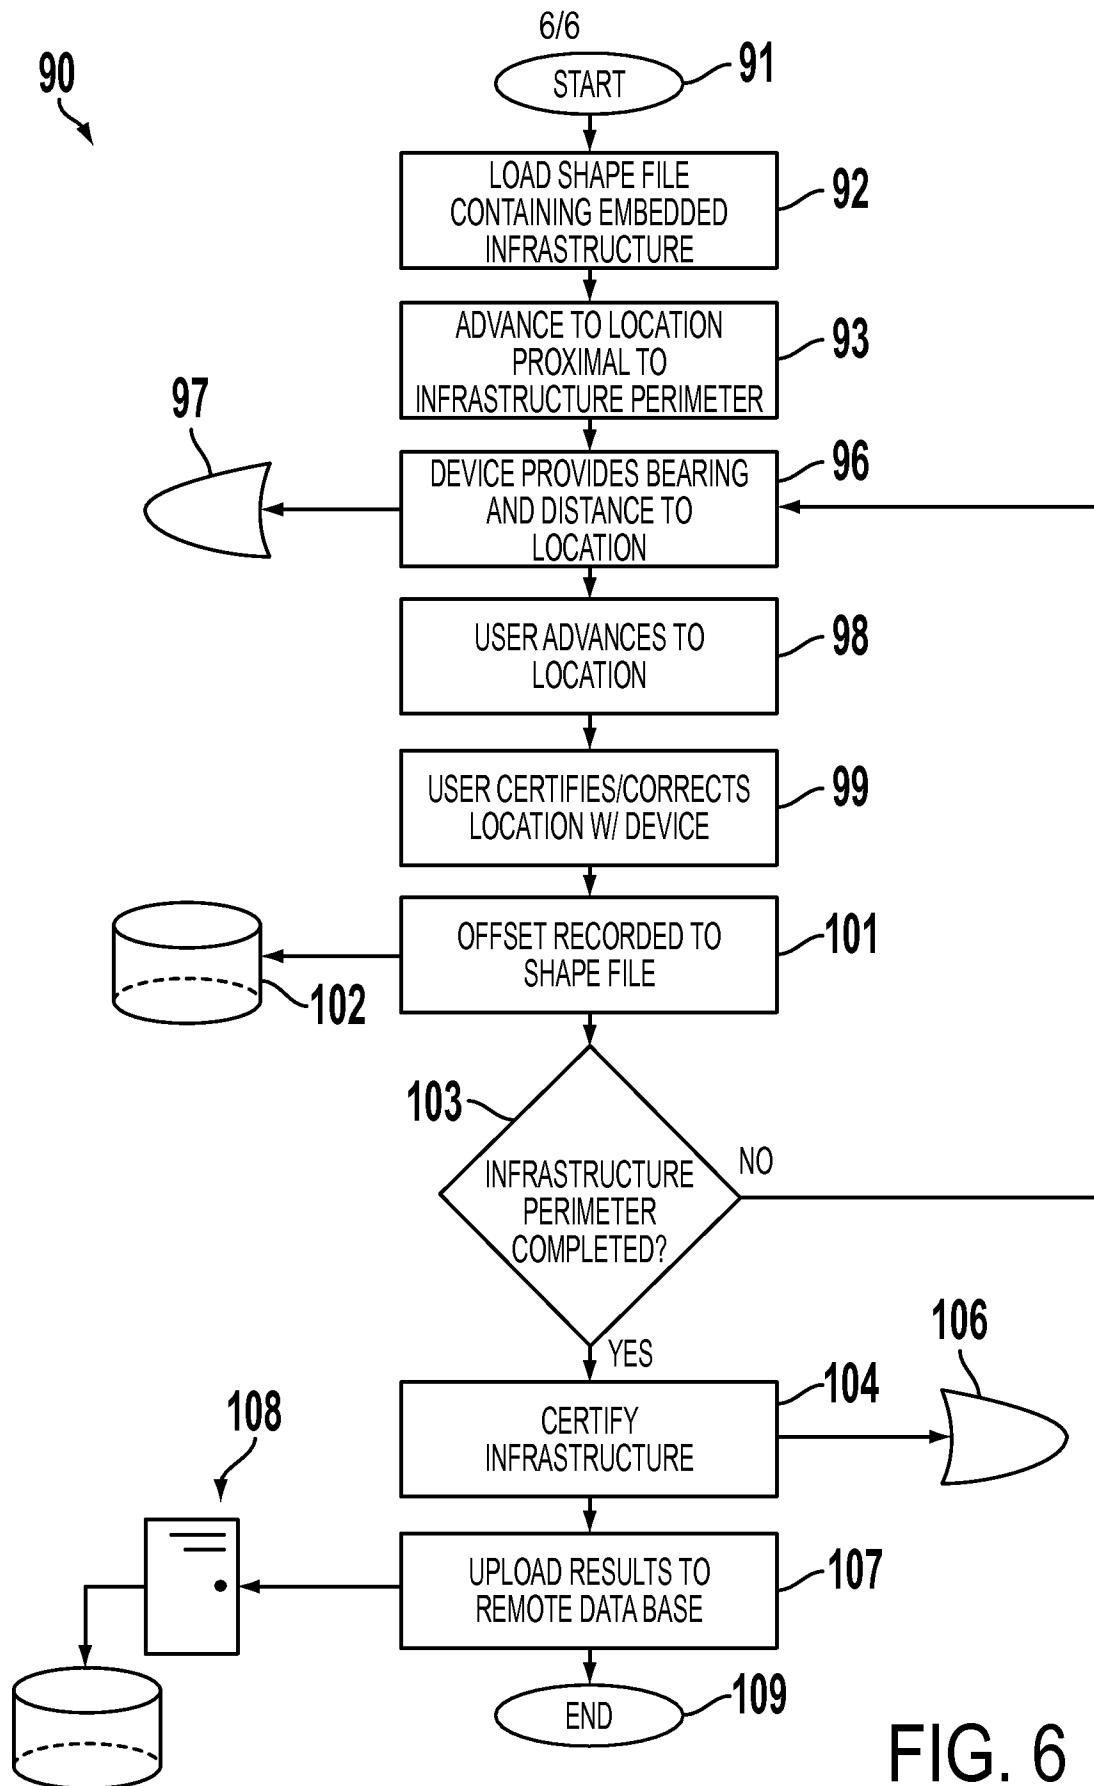 6/6
90
START
91
LOAD SHAPE FILE
CONTAINING EMBEDDED
INFRASTRUCTURE
92
ADVANCE TO LOCATION
PROXIMAL TO
INFRASTRUCTURE PERIMETER
93
97
DEVICE PROVIDES BEARING
AND DISTANCE TO
LOCATION
96
USER ADVANCES TO
LOCATION
98
USER CERTIFIES/CORRECTS
LOCATION W/ DEVICE
99
OFFSET RECORDED TO
SHAPE FILE
101
102
103
INFRASTRUCTURE
PERIMETER
COMPLETED?
NO
YES
CERTIFY
INFRASTRUCTURE
104
106
108
UPLOAD RESULTS TO
REMOTE DATA BASE
107
END
109
FIG. 6